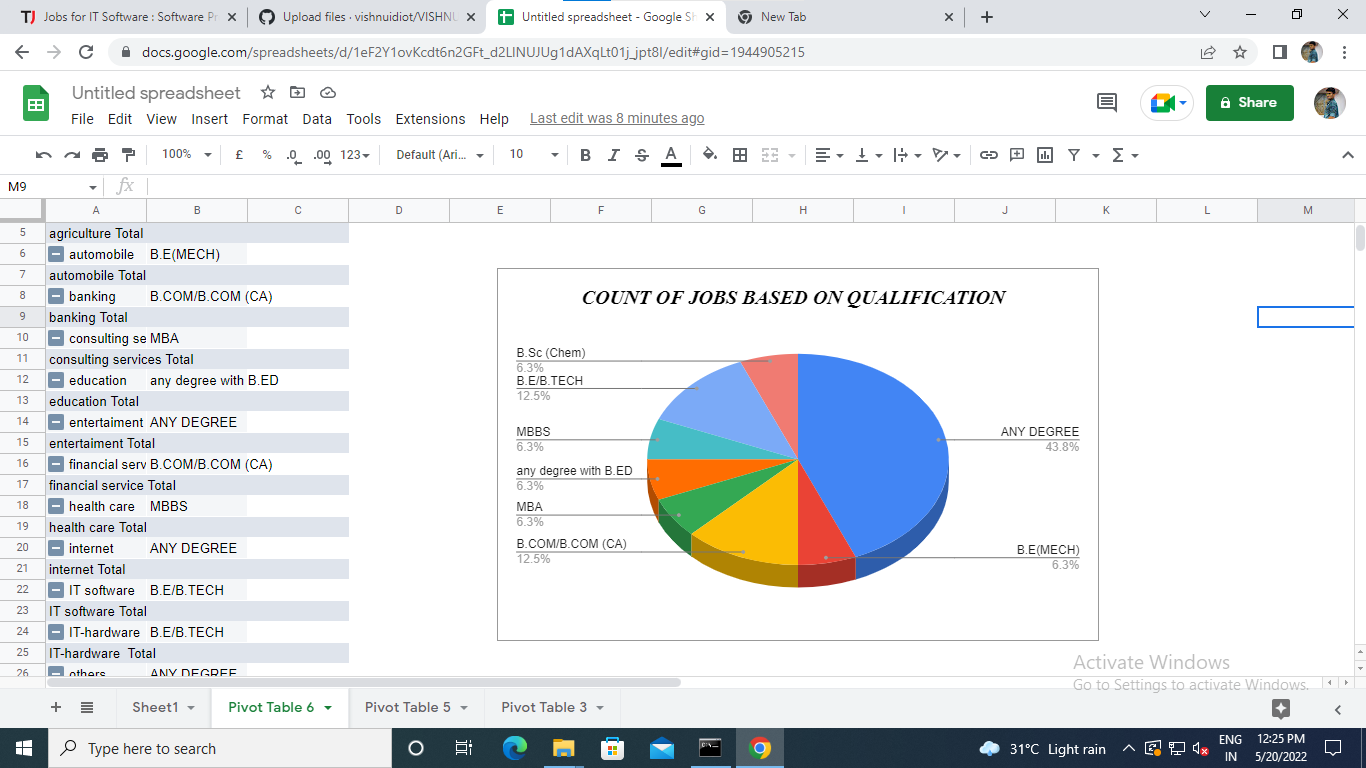 Jobs for IT Software : Software Pr
Upload files · vishnuidiot/VISHNU
Untitled spreadsheet - Google Sh
New Tab
docs.google.com/spreadsheets/d/1eF2Y1ovKcdt6n2GFt_d2LlNUJUg1dAXqLt01j_jpt8I/edit#gid=1944905215
Untitled spreadsheet
File Edit View Insert Format Data Tools Extensions Help Last edit was 8 minutes ago
Share
100% £ % .0 .00 123 Default (Ari... 10 B I S A
M9 fx
A B C D E F G H I J K L M
5 agriculture Total
6 automobile B.E(MECH)
7 automobile Total
8 banking B.COM/B.COM (CA)
9 banking Total
10 consulting se MBA
11 consulting services Total
12 education any degree with B.ED
13 education Total
14 entertaiment ANY DEGREE
15 entertaiment Total
16 financial serv B.COM/B.COM (CA)
17 financial service Total
18 health care MBBS
19 health care Total
20 internet ANY DEGREE
21 internet Total
22 IT software B.E/B.TECH
23 IT software Total
24 IT-hardware B.E/B.TECH
25 IT-hardware Total
26 others ANY DEGREE
COUNT OF JOBS BASED ON QUALIFICATION
B.Sc (Chem)
6.3%
B.E/B.TECH
12.5%
MBBS
6.3%
any degree with B.ED
6.3%
MBA
6.3%
B.COM/B.COM (CA)
12.5%
ANY DEGREE
43.8%
B.E(MECH)
6.3%
Activate Windows
Go to Settings to activate Windows.
Sheet1 Pivot Table 6 Pivot Table 5 Pivot Table 3
Type here to search
31°C Light rain
ENG
IN
12:25 PM
5/20/2022